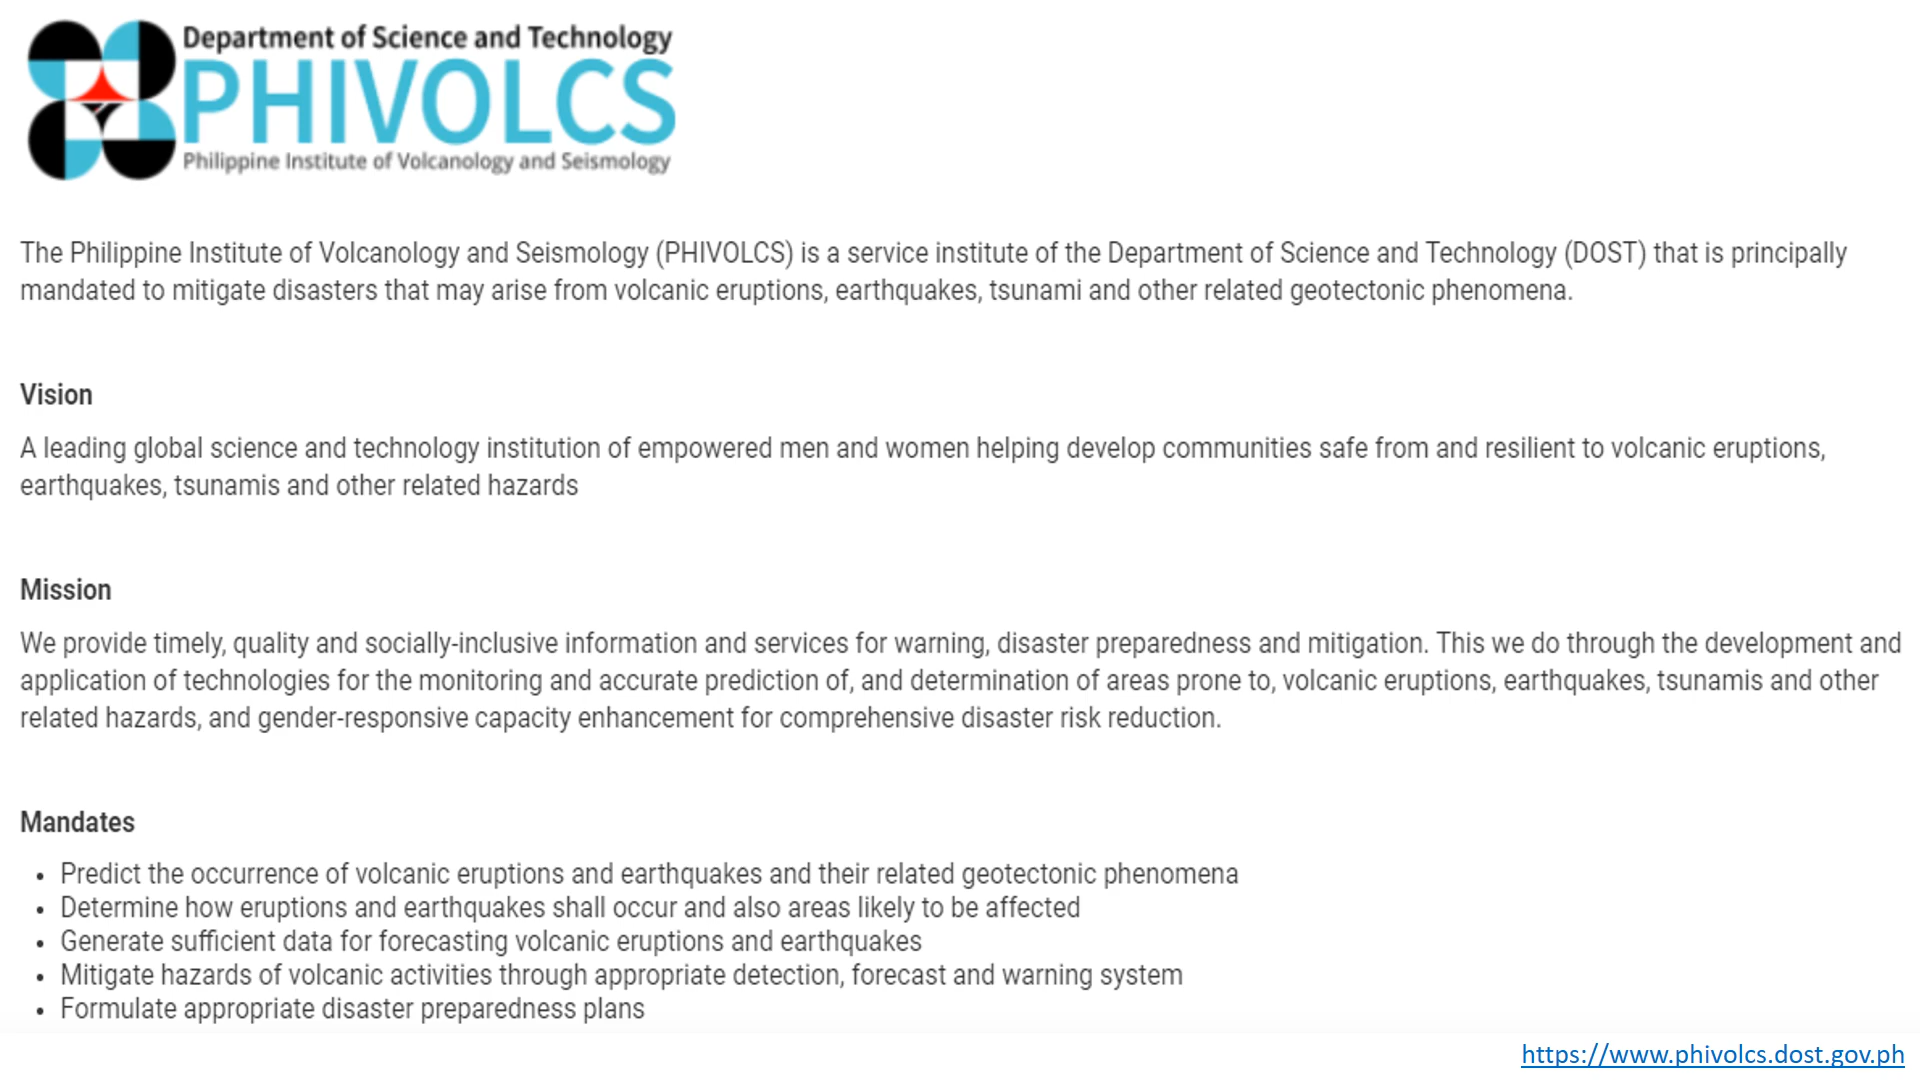 Department of Science and Technology
PHIVOLCS
Philippine Institute of Volcanology and Seismology
The Philippine Institute of Volcanology and Seismology (PHIVOLCS) is a service institute of the Department of Science and Technology (DOST) that is principally
mandated to mitigate disasters that may arise from volcanic eruptions, earthquakes, tsunami and other related geotectonic phenomena.
Vision
A leading global science and technology institution of empowered men and women helping develop communities safe from and resilient to volcanic eruptions,
earthquakes, tsunamis and other related hazards
Mission
We provide timely, quality and socially-inclusive information and services for warning, disaster preparedness and mitigation. This we do through the development and
application of technologies for the monitoring and accurate prediction of, and determination of areas prone to, volcanic eruptions, earthquakes, tsunamis and other
related hazards, and gender-responsive capacity enhancement for comprehensive disaster risk reduction.
Mandates
• Predict the occurrence of volcanic eruptions and earthquakes and their related geotectonic phenomena
• Determine how eruptions and earthquakes shall occur and also areas likely to be affected
• Generate sufficient data for forecasting volcanic eruptions and earthquakes
• Mitigate hazards of volcanic activities through appropriate detection, forecast and warning system
• Formulate appropriate disaster preparedness plans
https://www.phivolcs.dost.gov.ph